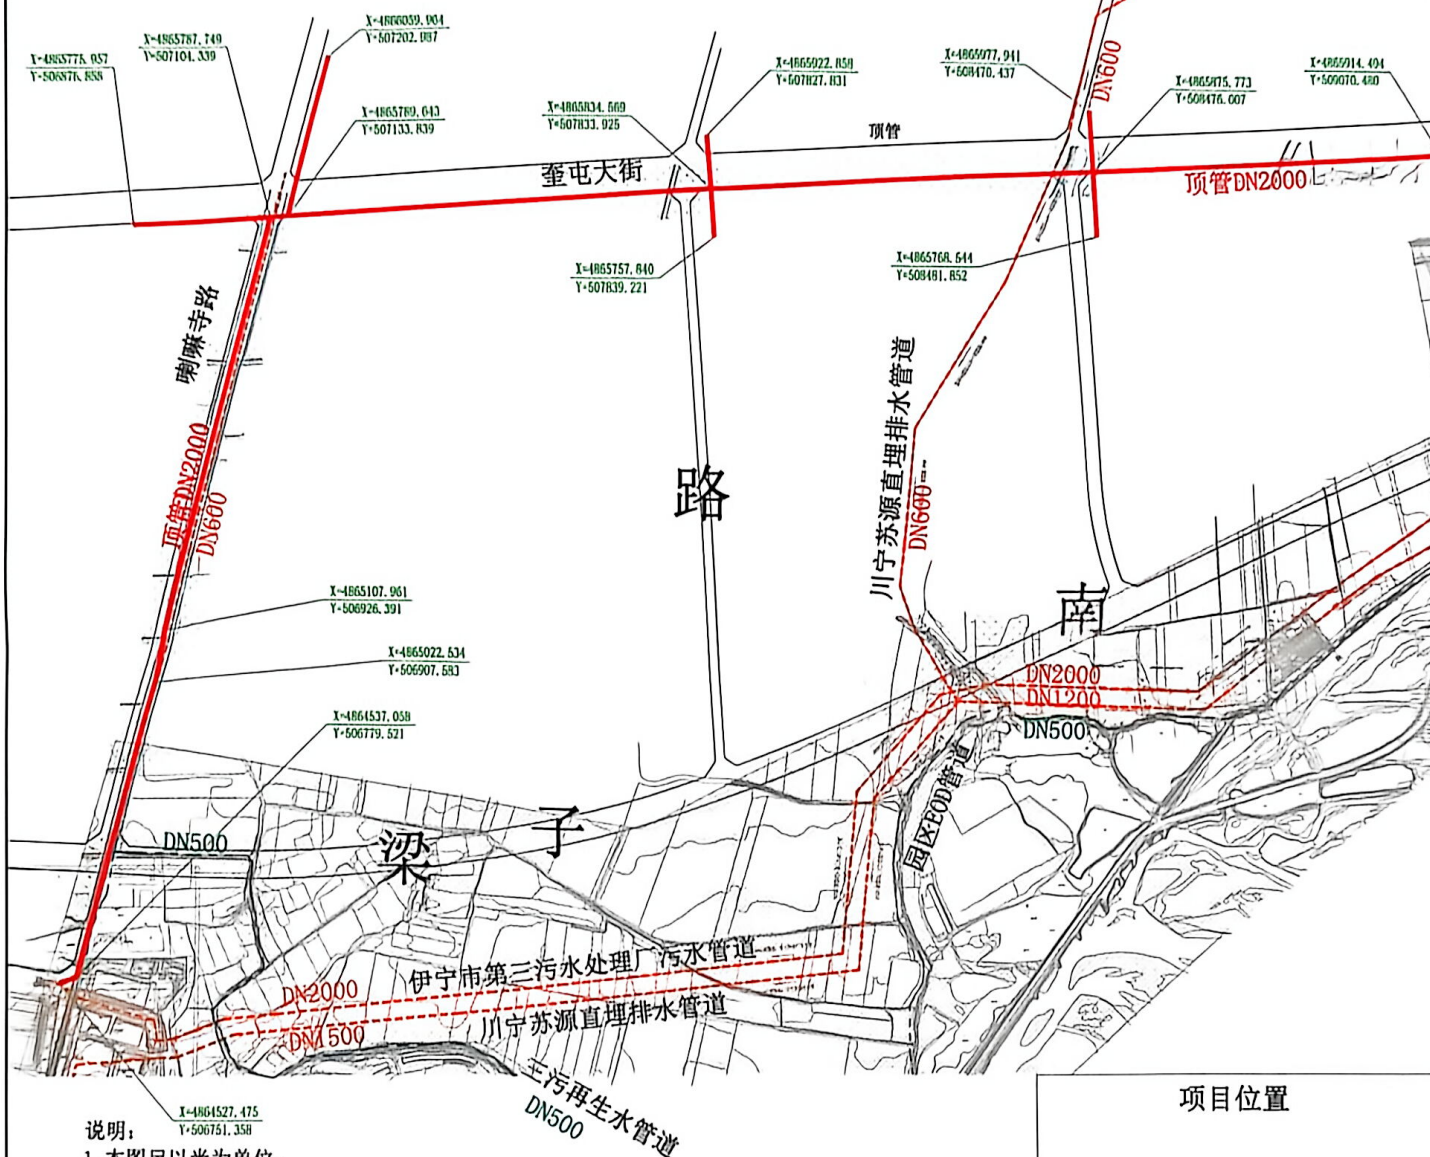 X=4866059.904
Y=507202.087
X=4865787.749
Y=507104.339
X=4865775.957
Y=506876.858
X=4865789.643
Y=507133.839
X=4865834.569
Y=507833.925
X=4865922.859
Y=507827.831
X=4865977.941
Y=508470.437
DN600
X=4865875.773
Y=508476.007
X=4865914.494
Y=509070.480
顶管
奎屯大街
顶管DN2000
X=4865757.640
Y=507839.221
X=4865768.544
Y=508481.852
喇嘛寺路
川宁苏源直埋排水管道
DN600
顶管DN2000
DN600
路
X=4865107.961
Y=506926.391
南
X=4865022.534
Y=506907.583
DN2000
DN1200
DN500
X=4864537.058
Y=506779.521
园区EOD管道
DN500
梁
子
伊宁市第三污水处理厂污水管道
DN2000
川宁苏源直埋排水管道
DN1500
三污再生水管道
DN500
项目位置
X=4864527.475
Y=506751.358
说明：